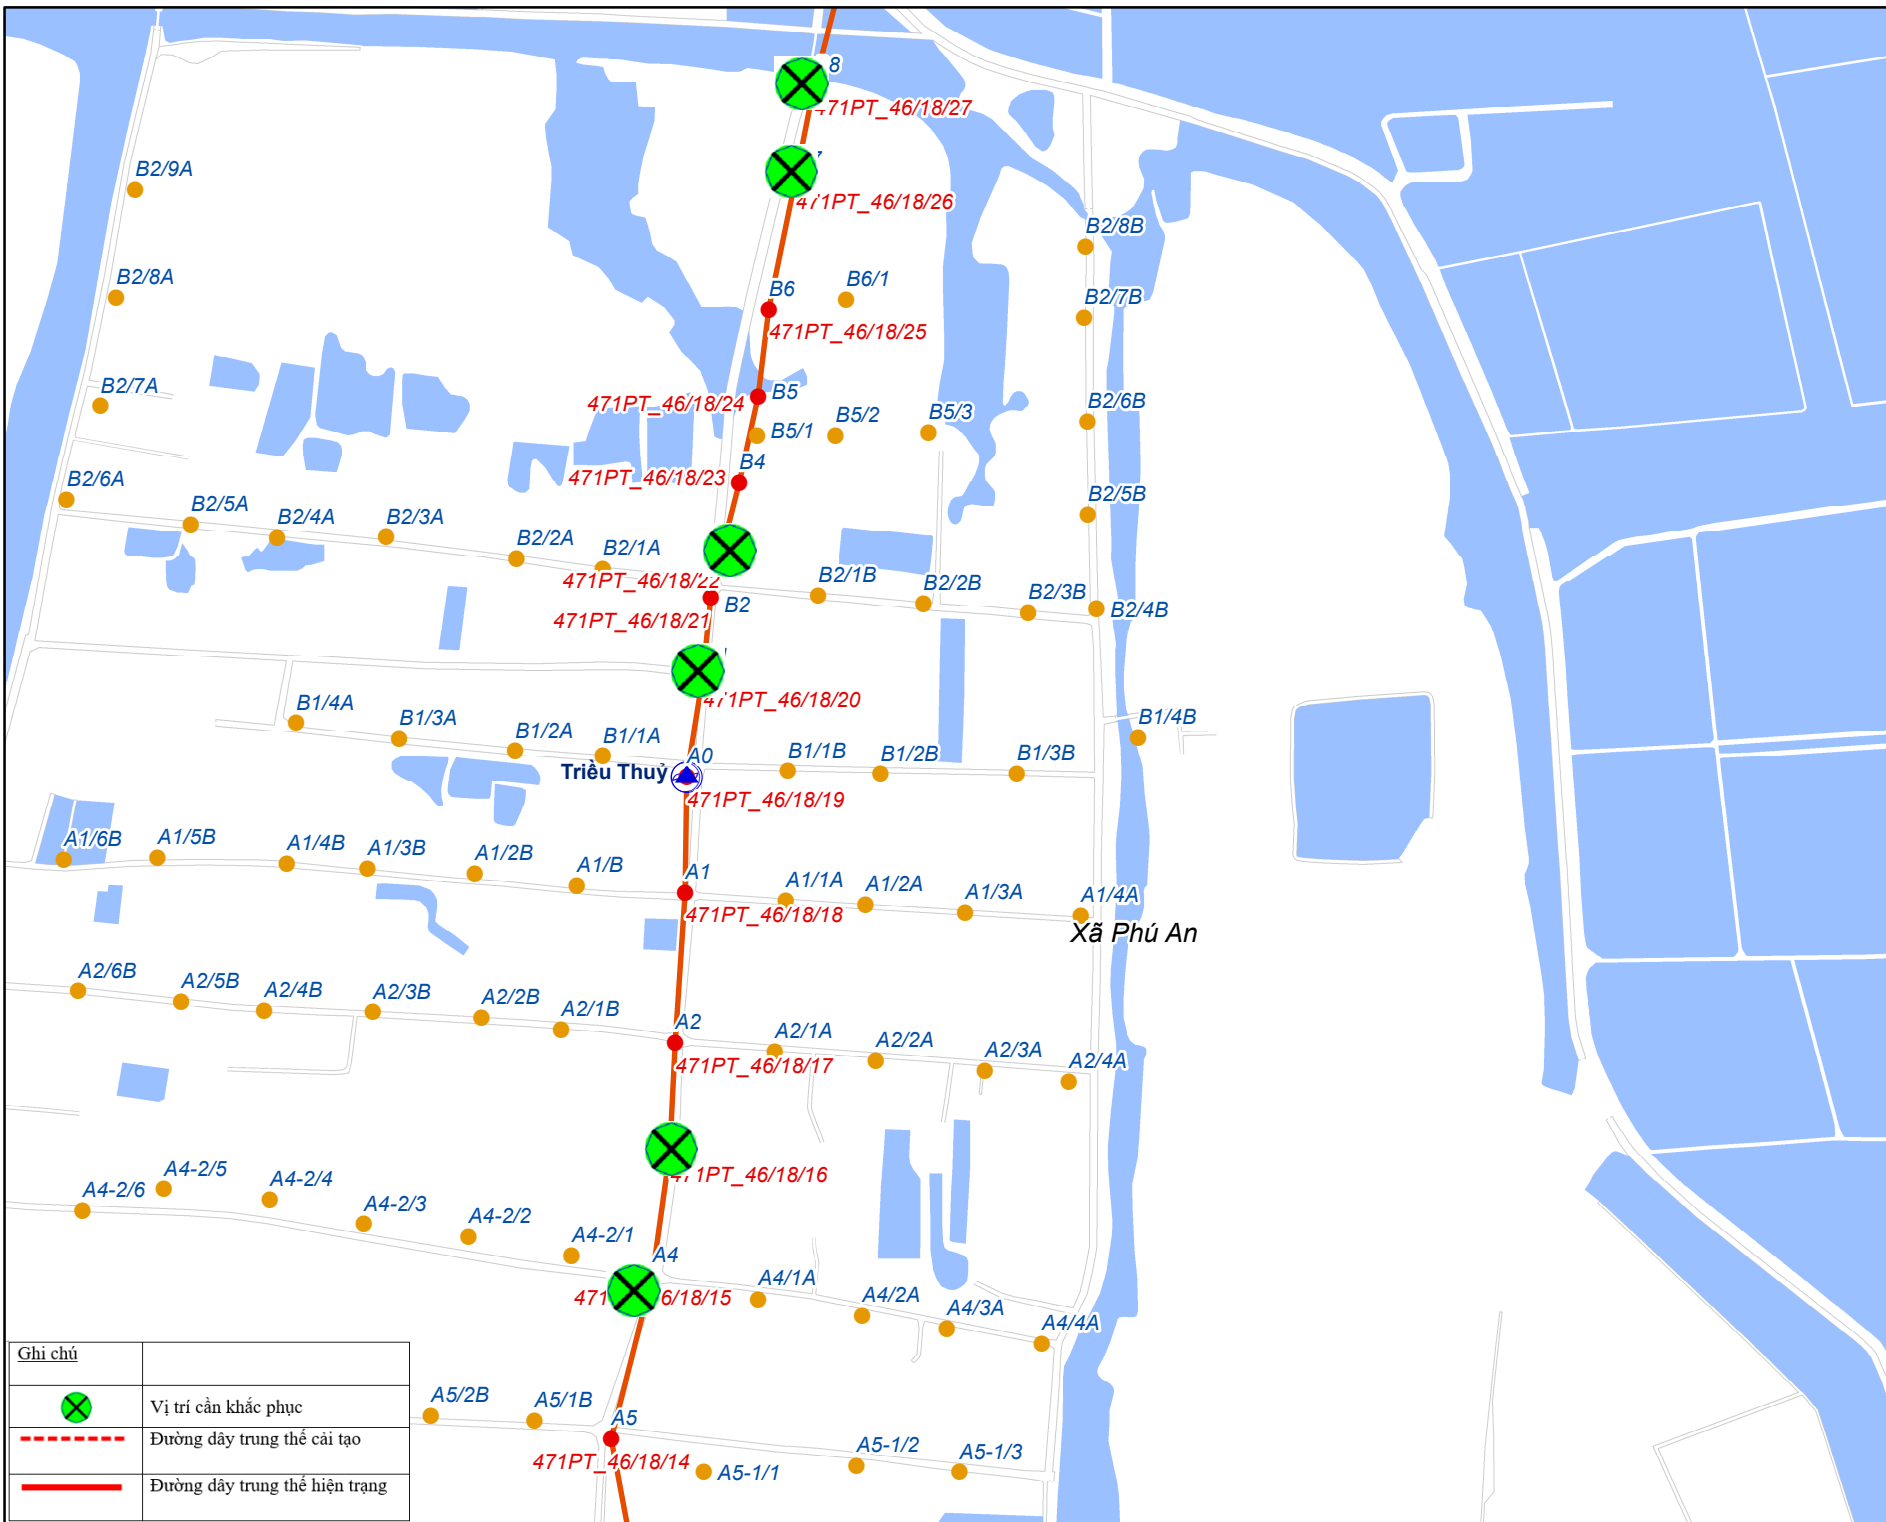 8
471PT_46/18/27
B2/9A
471PT_46/18/26
B2/8B
B2/8A
B6
B6/1
B2/7B
471PT_46/18/25
B2/7A
B5
471PT_46/18/24
B5/1
B5/2
B5/3
B2/6B
B4
471PT_46/18/23
B2/6A
B2/5A
B2/4A
B2/3A
B2/5B
B2/2A
B2/1A
471PT_46/18/22
B2/1B
B2/2B
B2/3B
B2/4B
B2
471PT_46/18/21
471PT_46/18/20
B1/4A
B1/3A
B1/2A
B1/1A
A0
B1/1B
B1/2B
B1/3B
B1/4B
Triều Thuỷ
471PT_46/18/19
A1/6B
A1/5B
A1/4B
A1/3B
A1/2B
A1/B
A1
A1/1A
A1/2A
A1/3A
A1/4A
471PT_46/18/18
Xã Phú An
A2/6B
A2/5B
A2/4B
A2/3B
A2/2B
A2/1B
A2
A2/1A
A2/2A
A2/3A
A2/4A
471PT_46/18/17
471PT_46/18/16
A4-2/6
A4-2/5
A4-2/4
A4-2/3
A4-2/2
A4-2/1
A4
A4/1A
A4/2A
A4/3A
A4/4A
471 6/18/15
Ghi chú
Vị trí cần khắc phục
Đường dây trung thế cải tạo
Đường dây trung thế hiện trạng
A5/2B
A5/1B
A5
471PT_46/18/14
A5-1/1
A5-1/2
A5-1/3